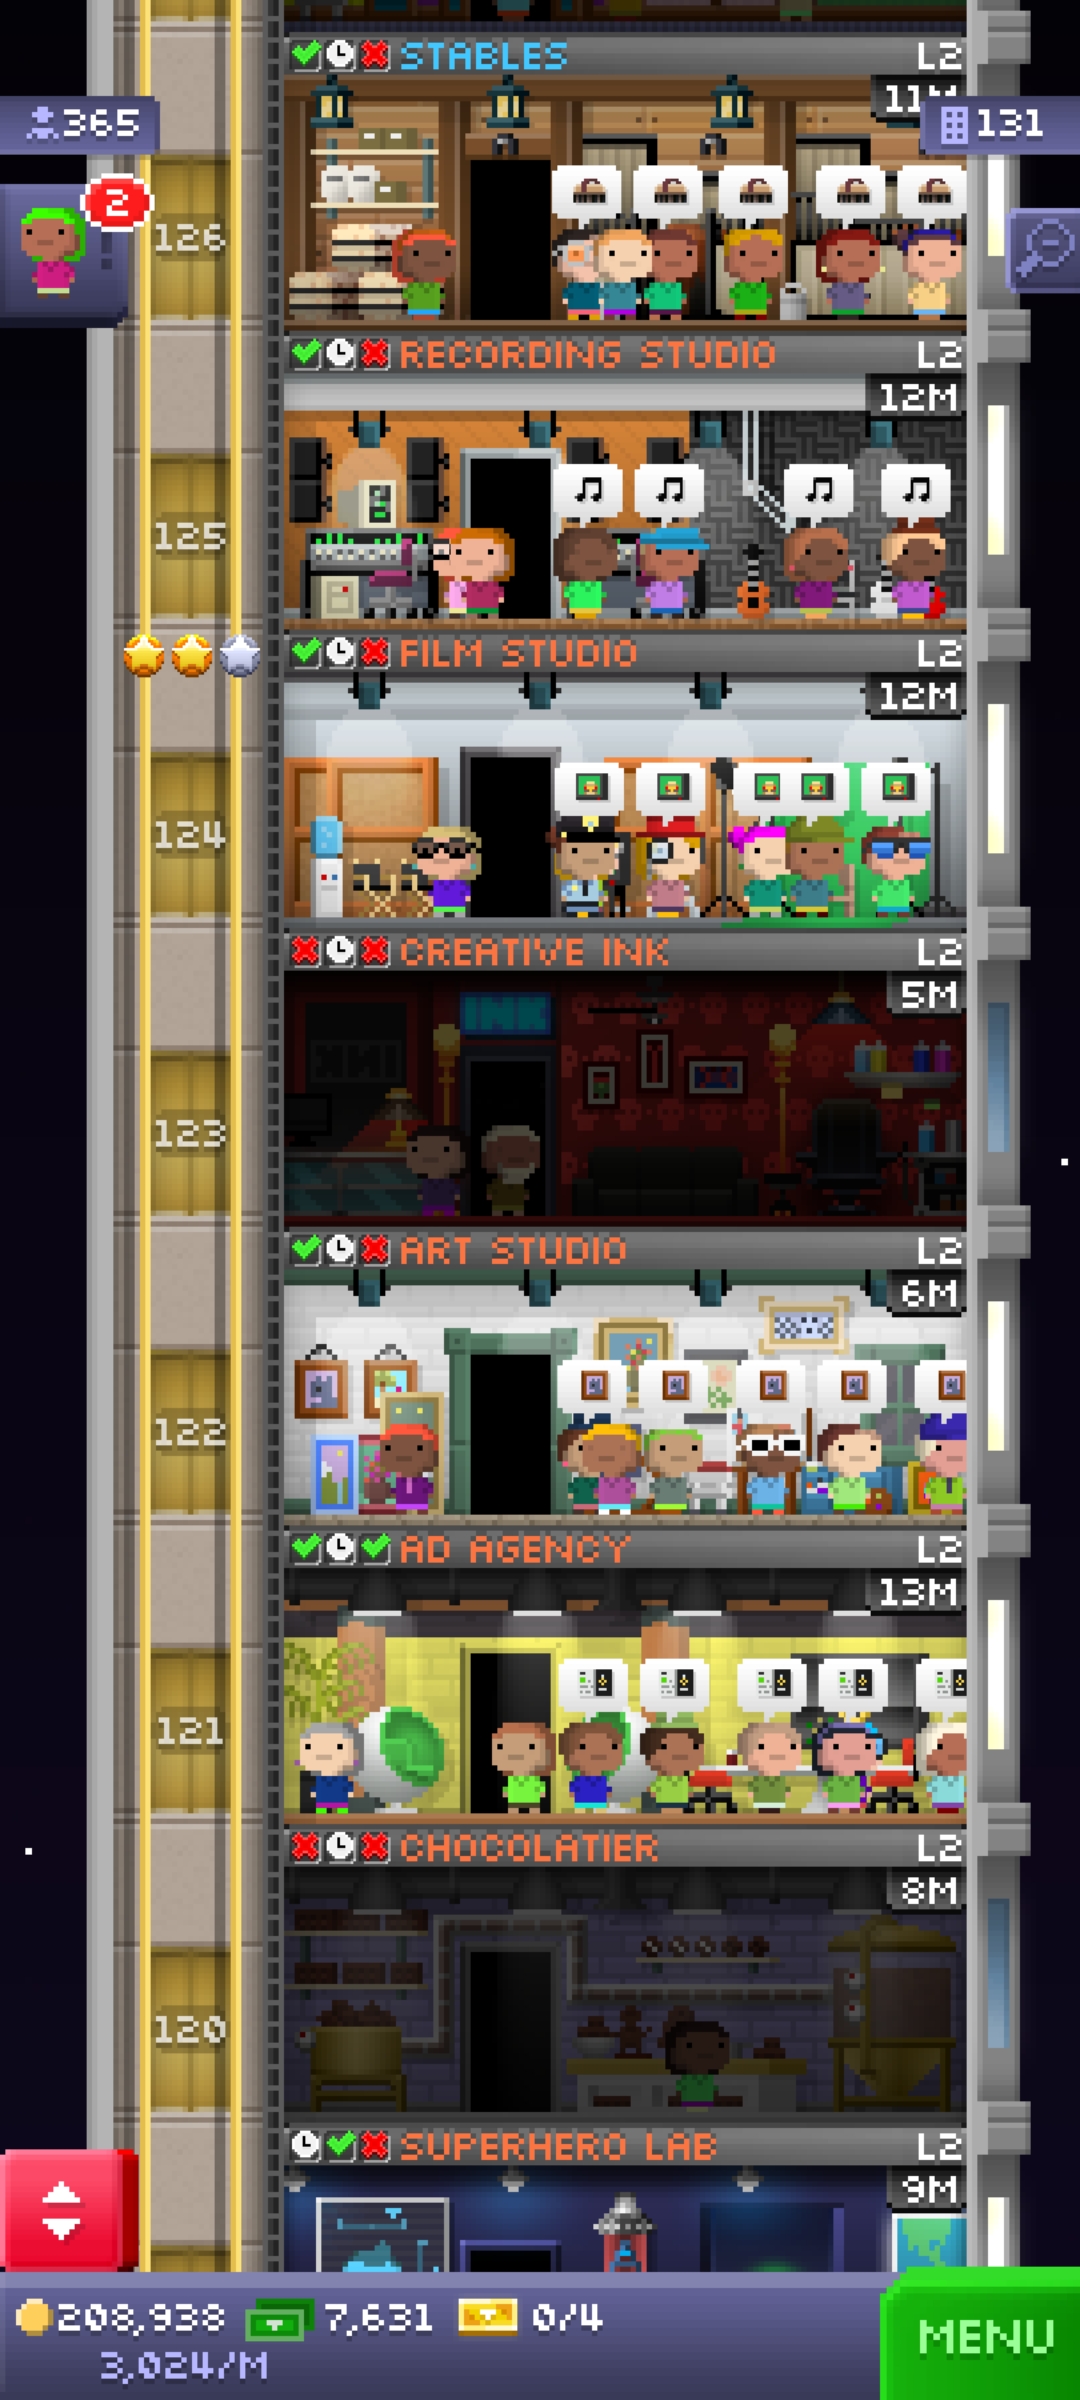 STABLES L2
11M
365
131
2
126
RECORDING STUDIO L2
12M
125
FILM STUDIO L2
12M
124
CREATIVE INK L2
5M
INK
123
ART STUDIO L2
6M
122
AD AGENCY L2
13M
121
CHOCOLATIER L2
8M
120
SUPERHERO LAB L2
9M
208,938 7,631 0/4
3,024/M
MENU